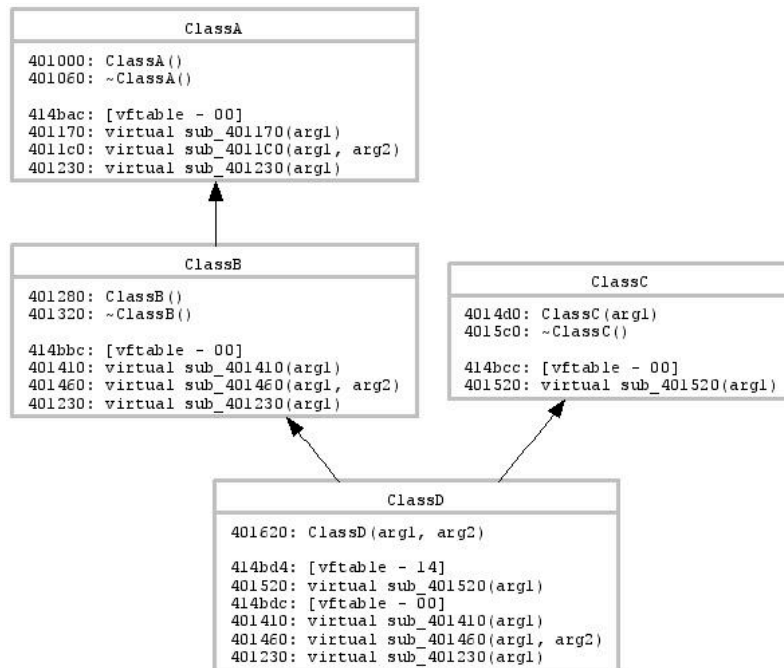 ClassA
401000: ClassA()
401060: ~ClassA()
414bac: [vftable - 00]
401170: virtual sub_401170(arg1)
4011c0: virtual sub_4011C0(arg1, arg2)
401230: virtual sub_401230(arg1)
ClassB
401280: ClassB()
401320: ~ClassB()
414bbc: [vftable - 00]
401410: virtual sub_401410(arg1)
401460: virtual sub_401460(arg1, arg2)
401230: virtual sub_401230(arg1)
ClassC
4014d0: ClassC(arg1)
4015c0: ~ClassC()
414bcc: [vftable - 00]
401520: virtual sub_401520(arg1)
ClassD
401620: ClassD(arg1, arg2)
414bd4: [vftable - 14]
401520: virtual sub_401520(arg1)
414bdc: [vftable - 00]
401410: virtual sub_401410(arg1)
401460: virtual sub_401460(arg1, arg2)
401230: virtual sub_401230(arg1)